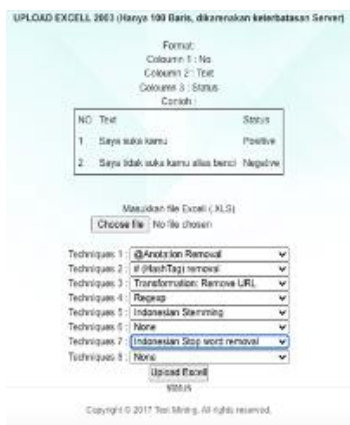 UPLOAD EXCELL 2003 (Hanya 100 Baris, dikarenakan keterbatasan Server)
Format:
Coloumn 1 : No
Coloumn 2 : Text
Coloumn 3 : Status
Contoh :
NO Text Status
1 Saya suka kamu Positive
2 Saya tidak suka kamu alias benci Negative
Masukkan file Excell (.XLS)
Choose file No file chosen
Techniques 1 : @Anotation Removal
Techniques 2 : # (HashTag) removal
Techniques 3 : Transformation: Remove URL
Techniques 4 : Regexp
Techniques 5 : Indonesian Stemming
Techniques 6 : None
Techniques 7 : Indonesian Stop word removal
Techniques 8 : None
Upload Excell
status
Copyright © 2017 Text Mining. All rights reserved.